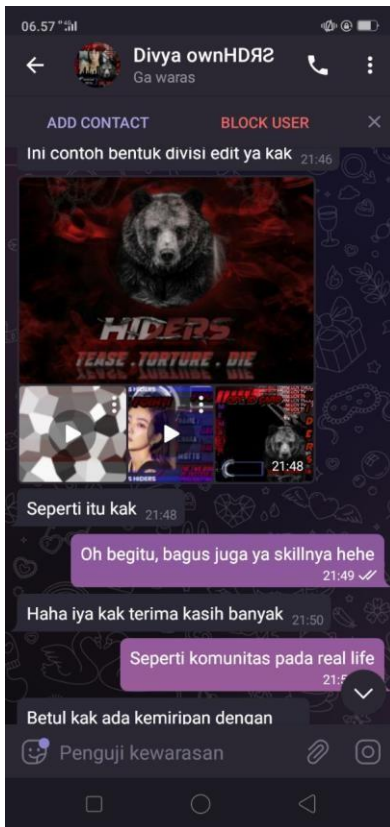 06.57
Divya ownHDЯS
Ga waras
ADD CONTACT
BLOCK USER
Ini contoh bentuk divisi edit ya kak 21:46
HIDERS
TEASE . TORTURE . DIE
21:48
Seperti itu kak 21:48
Oh begitu, bagus juga ya skillnya hehe
21:49
Haha iya kak terima kasih banyak 21:50
Seperti komunitas pada real life
Betul kak ada kemiripan dengan
Penguji kewarasan